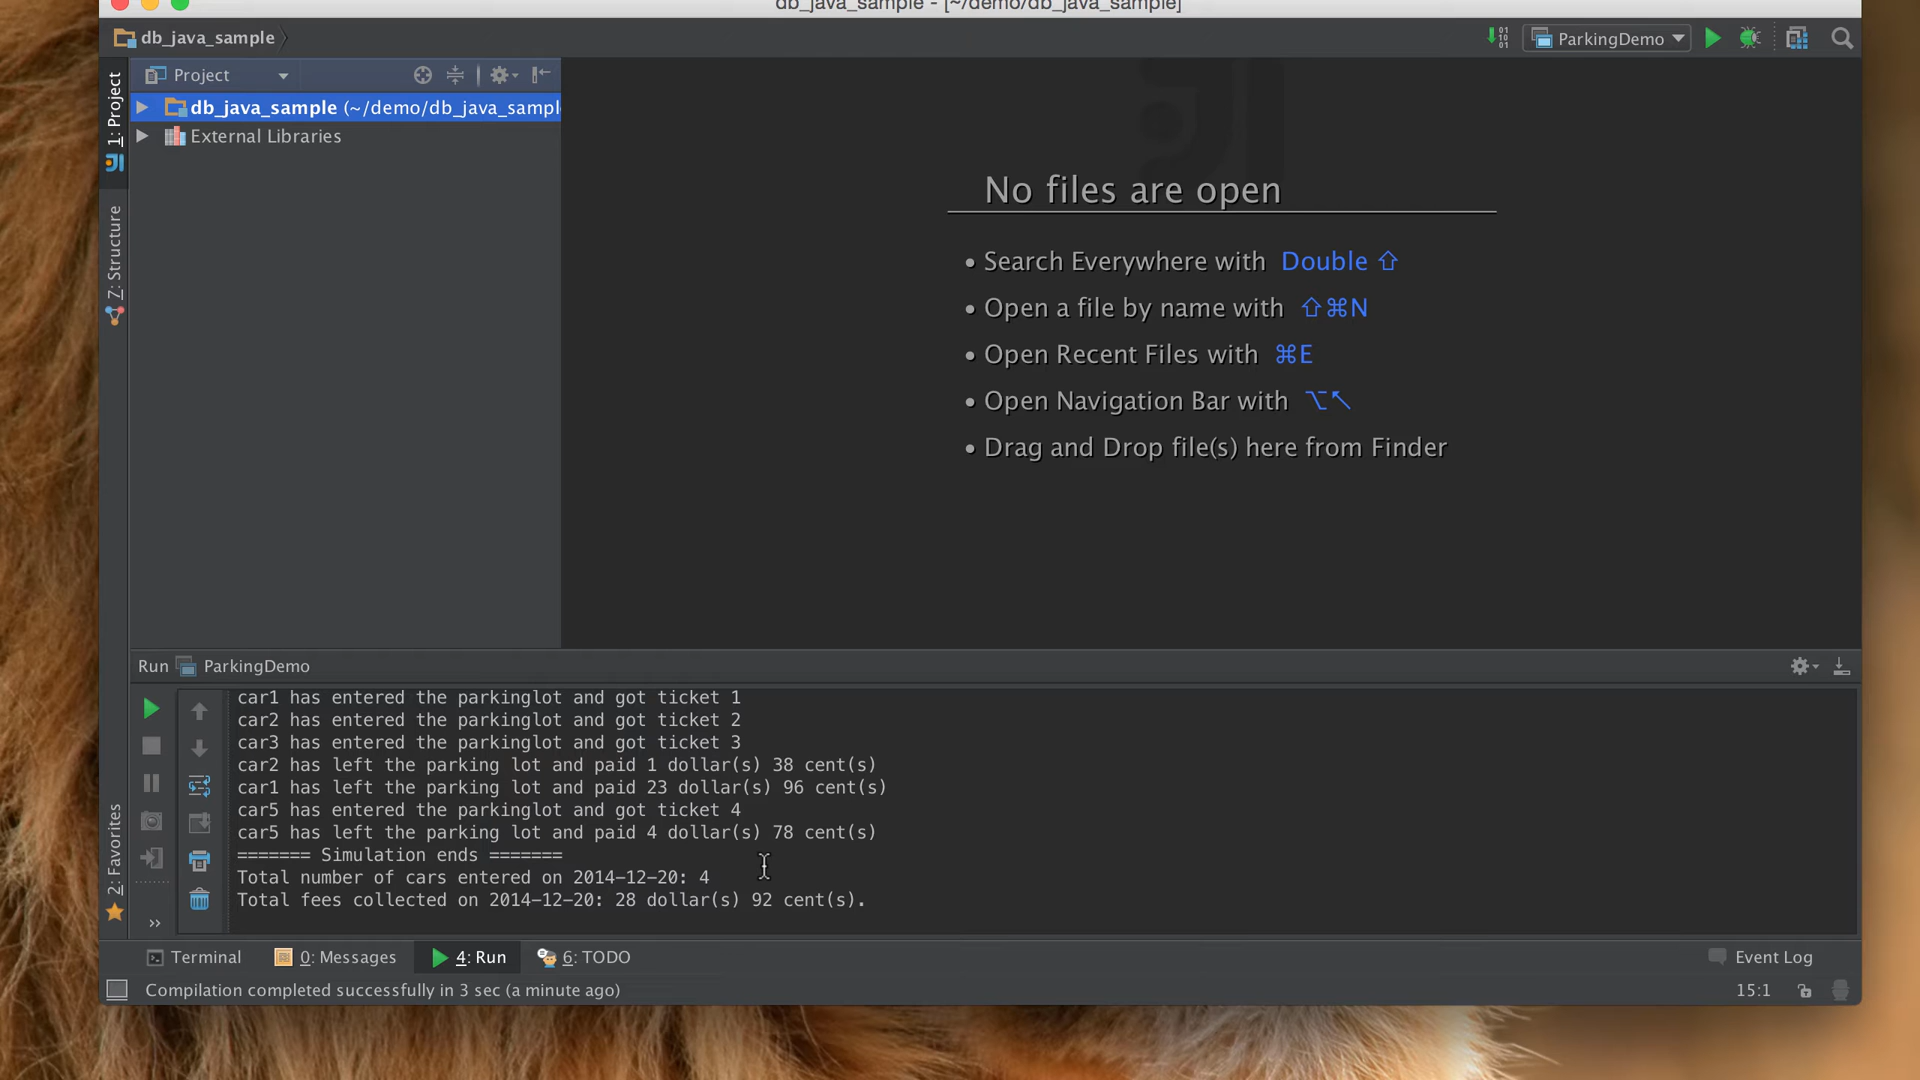 db_java_sample - [~/demo/db_java_sample]
db_java_sample
ParkingDemo
1: Project
Project
db_java_sample (~/demo/db_java_sampl
External Libraries
Z: Structure
2: Favorites
No files are open
• Search Everywhere with Double ⇧
• Open a file by name with ⇧⌘N
• Open Recent Files with ⌘E
• Open Navigation Bar with ⌥↖
• Drag and Drop file(s) here from Finder
Run ParkingDemo
car1 has entered the parkinglot and got ticket 1
car2 has entered the parkinglot and got ticket 2
car3 has entered the parkinglot and got ticket 3
car2 has left the parking lot and paid 1 dollar(s) 38 cent(s)
car1 has left the parking lot and paid 23 dollar(s) 96 cent(s)
car5 has entered the parkinglot and got ticket 4
car5 has left the parking lot and paid 4 dollar(s) 78 cent(s)
======= Simulation ends =======
Total number of cars entered on 2014-12-20: 4
Total fees collected on 2014-12-20: 28 dollar(s) 92 cent(s).
Terminal
0: Messages
4: Run
6: TODO
Event Log
Compilation completed successfully in 3 sec (a minute ago)
15:1